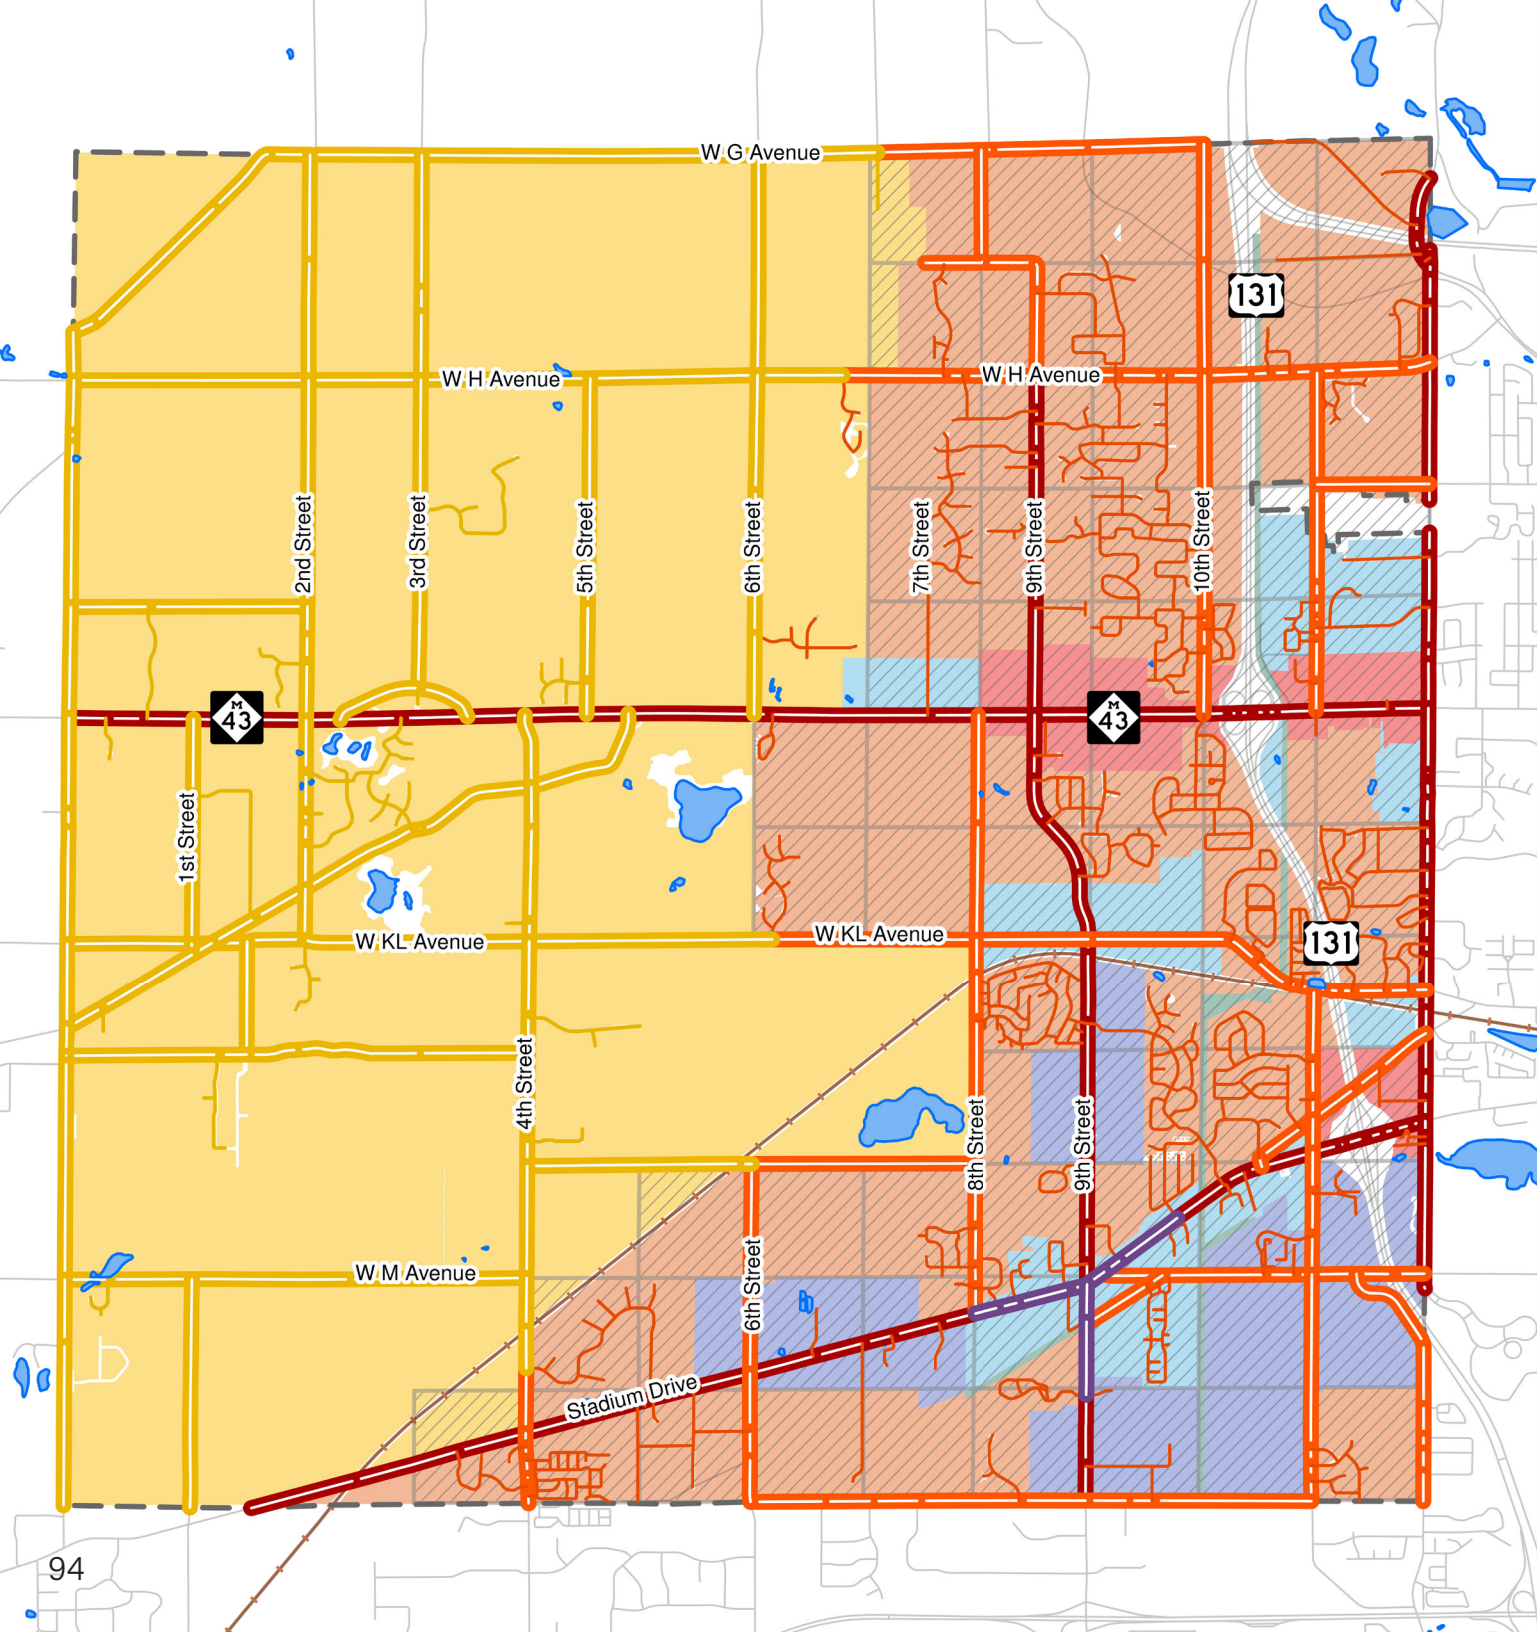 W G Avenue
131
W H Avenue
W H Avenue
2nd Street
3rd Street
5th Street
6th Street
7th Street
9th Street
10th Street
M
43
M
43
1st Street
W KL Avenue
W KL Avenue
131
4th Street
8th Street
9th Street
W M Avenue
6th Street
Stadium Drive
94